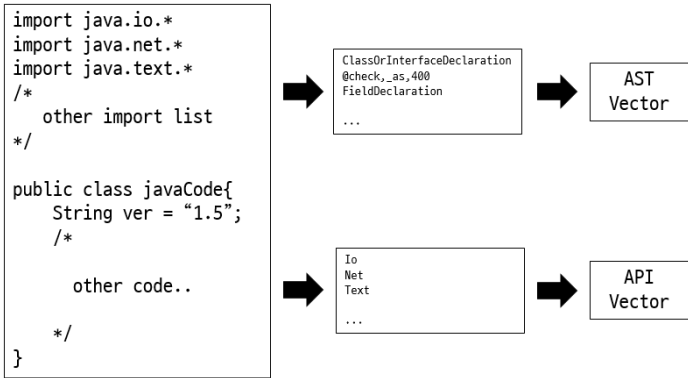 import java.io.*
import java.net.*
import java.text.*
/*
other import list
*/
public class javaCode{
String ver = “1.5”;
/*
other code..
*/
}
ClassOrInterfaceDeclaration
@check,_as,400
FieldDeclaration
...
AST
Vector
Io
Net
Text
...
API
Vector